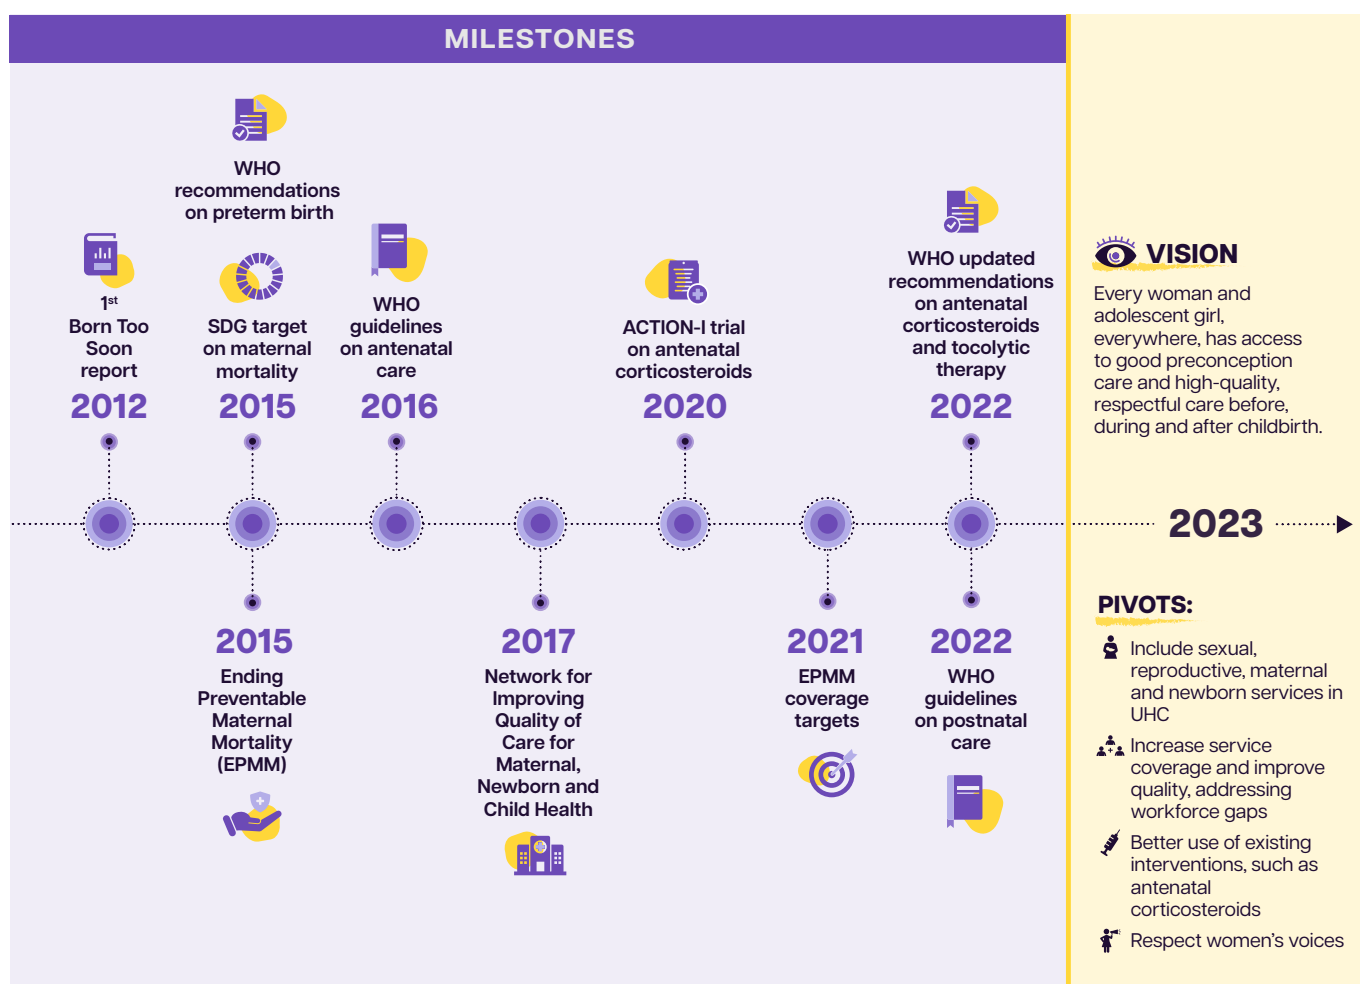 MILESTONES
WHO
recommendations
on preterm birth
1st
Born Too
Soon
report
2012
SDG target
on maternal
mortality
2015
WHO
guidelines
on antenatal
care
2016
ACTION-I trial
on antenatal
corticosteroids
2020
WHO updated
recommendations
on antenatal
corticosteroids
and tocolytic
therapy
2022
2015
Ending
Preventable
Maternal
Mortality
(EPMM)
2017
Network for
Improving
Quality of
Care for
Maternal,
Newborn and
Child Health
2021
EPMM
coverage
targets
2022
WHO
guidelines
on postnatal
care
VISION
Every woman and
adolescent girl,
everywhere, has access
to good preconception
care and high-quality,
respectful care before,
during and after childbirth.
2023
PIVOTS:
Include sexual,
reproductive, maternal
and newborn services in
UHC
Increase service
coverage and improve
quality, addressing
workforce gaps
Better use of existing
interventions, such as
antenatal
corticosteroids
Respect women's voices